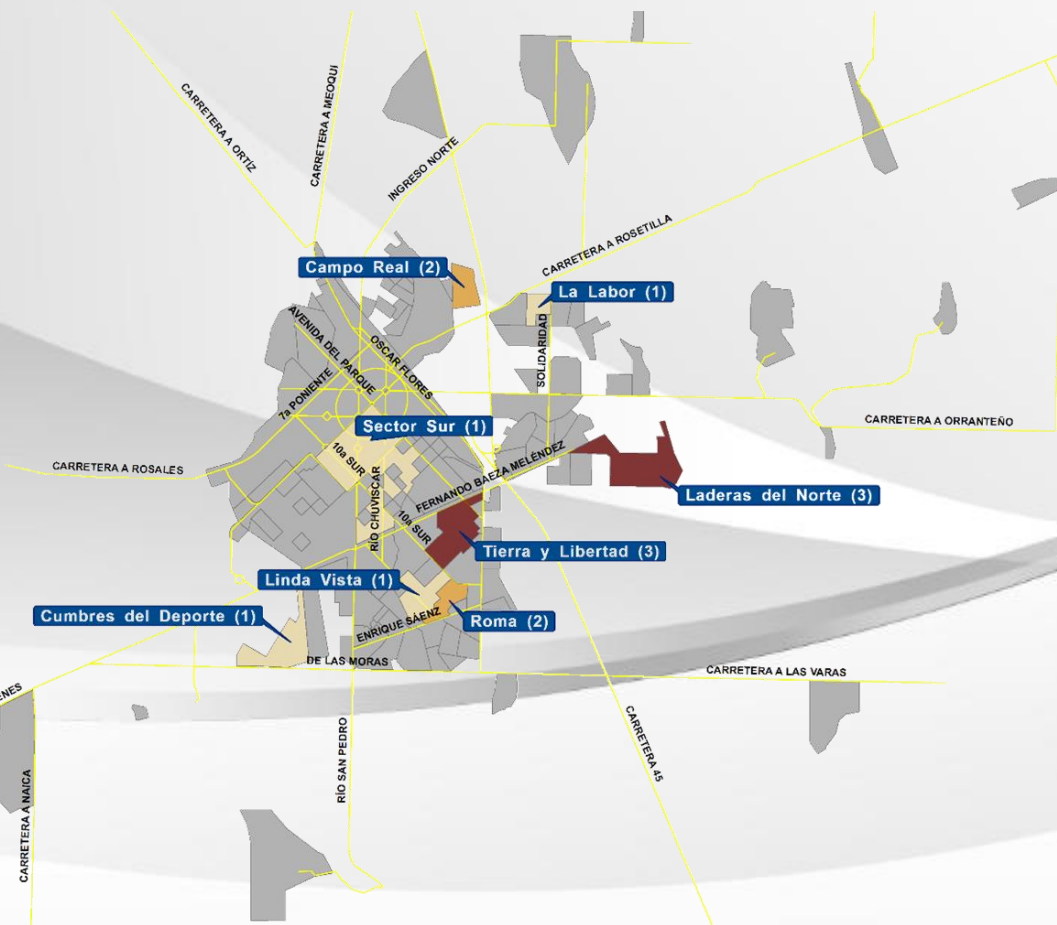 CARRETERA A ORTÍZ
CARRETERA A MEOQUI
INGRESO NORTE
CARRETERA A ROSETILLA
Campo Real (2)
La Labor (1)
AVENIDA DEL PARQUE
OSCAR FLORES
SOLIDARIDAD
7a PONIENTE
CARRETERA A ORRANTEÑO
Sector Sur (1)
10a SUR
CARRETERA A ROSALES
FERNANDO BAEZA MELÉNDEZ
RÍO CHUVISCAR
Laderas del Norte (3)
10a SUR
Tierra y Libertad (3)
Linda Vista (1)
Cumbres del Deporte (1)
ENRIQUE SÁENZ
Roma (2)
DE LAS MORAS
CARRETERA A LAS VARAS
ENES
RÍO SAN PEDRO
CARRETERA 45
CARRETERA A NAICA